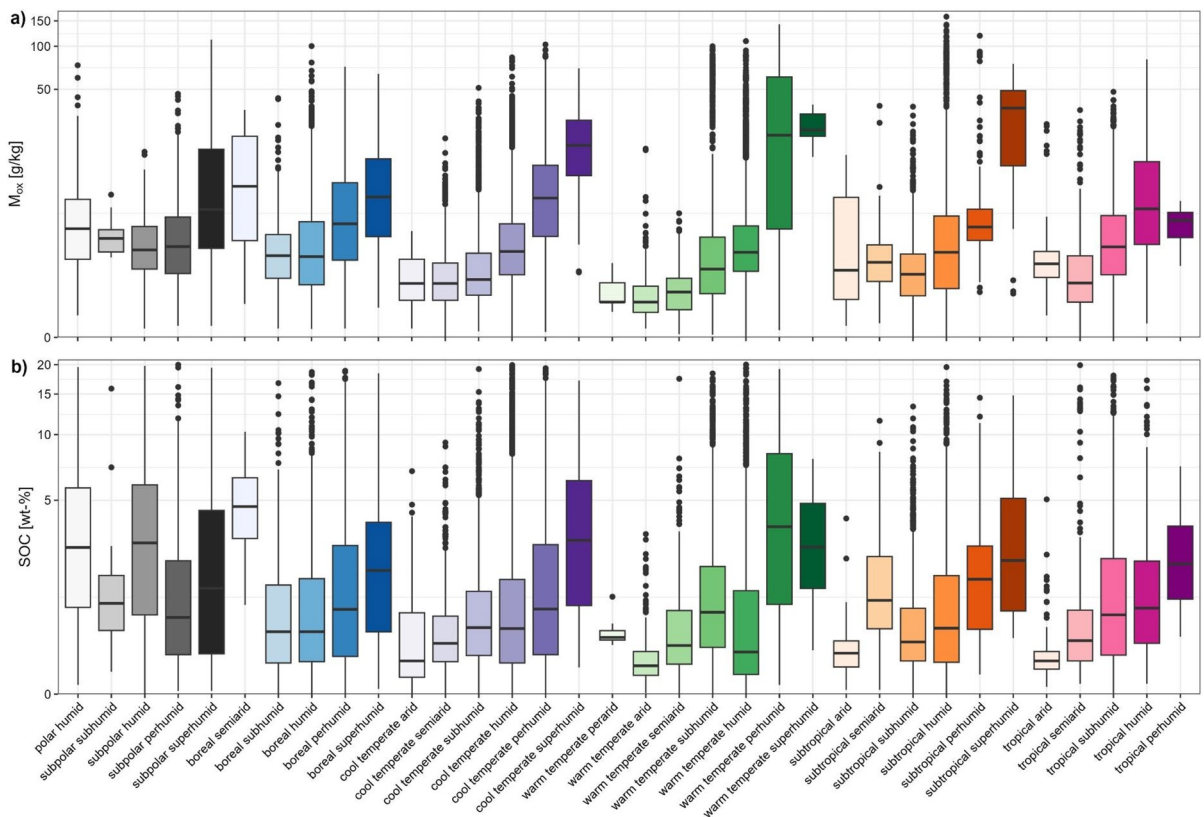 a)
150
100
50
0
M_ox [g/kg]
b)
20
15
10
5
0
SOC [wt-%]
polar humid
subpolar subhumid
subpolar humid
subpolar perhumid
subpolar superhumid
boreal semiarid
boreal subhumid
boreal humid
boreal perhumid
boreal superhumid
cool temperate arid
cool temperate semiarid
cool temperate subhumid
cool temperate humid
cool temperate perhumid
cool temperate superhumid
warm temperate perarid
warm temperate arid
warm temperate semiarid
warm temperate subhumid
warm temperate humid
warm temperate perhumid
warm temperate superhumid
subtropical arid
subtropical semiarid
subtropical subhumid
subtropical humid
subtropical perhumid
subtropical superhumid
tropical arid
tropical semiarid
tropical subhumid
tropical humid
tropical perhumid